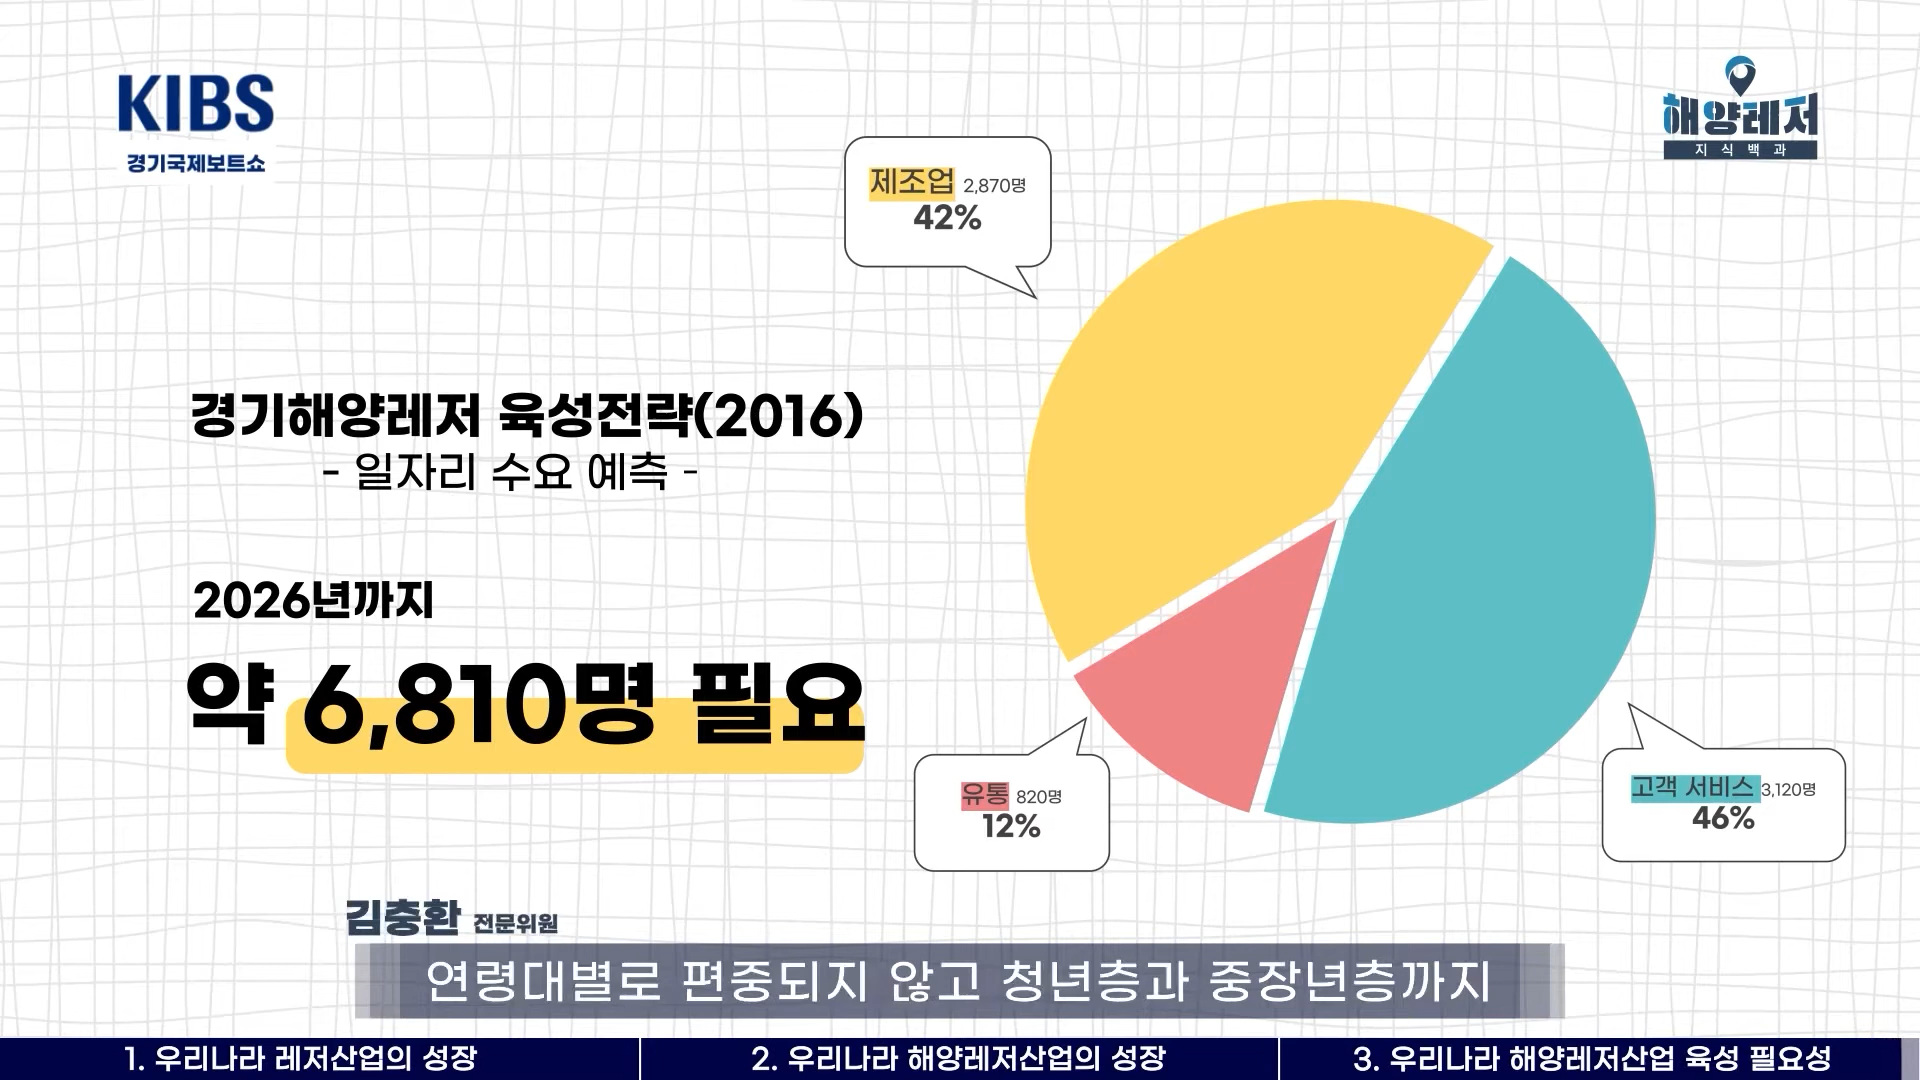 KIBS
경기국제보트쇼
해양레저
지식백과
제조업 2,870명
42%
경기해양레저 육성전략(2016)
- 일자리 수요 예측 -
2026년까지
약 6,810명 필요
유통 820명
12%
고객 서비스 3,120명
46%
김충환 전문위원
연령대별로 편중되지 않고 청년층과 중장년층까지
1. 우리나라 레저산업의 성장
2. 우리나라 해양레저산업의 성장
3. 우리나라 해양레저산업 육성 필요성